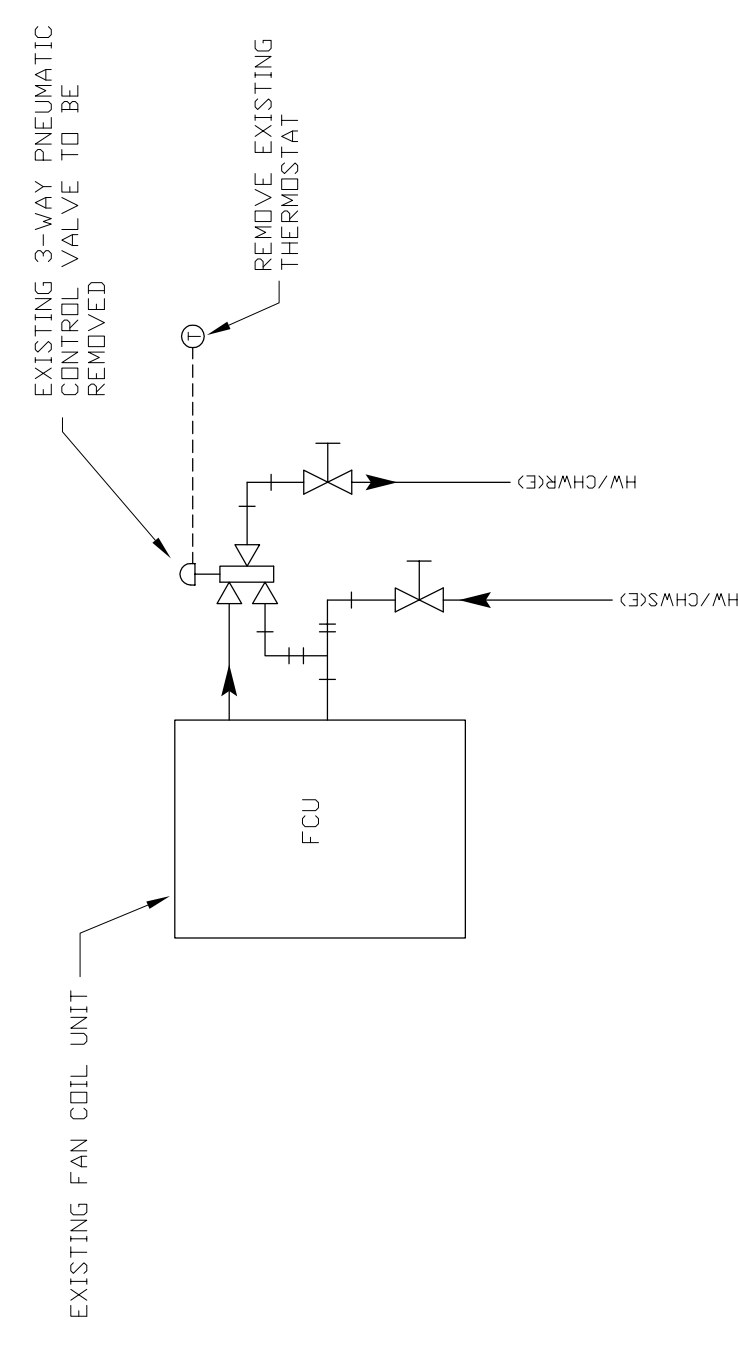 EXISTING 3-WAY PNEUMATIC
CONTROL VALVE TO BE
REMOVED
REMOVE EXISTING
THERMOSTAT
T
HW/CHWR(E)
HW/CHWS(E)
FCU
EXISTING FAN COIL UNIT